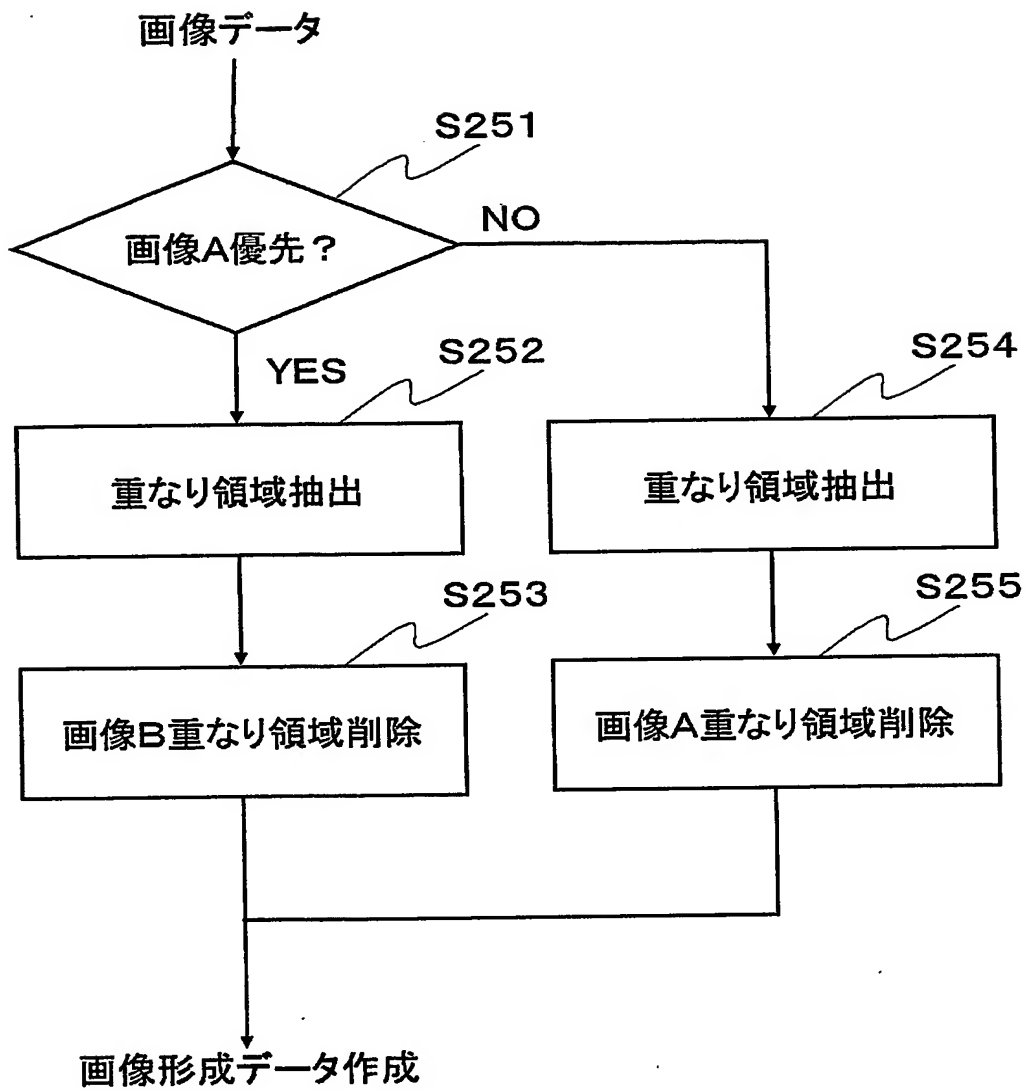 画像データ
S251
画像A優先？
NO
YES
S252
S254
重なり領域抽出
重なり領域抽出
S253
S255
画像B重なり領域削除
画像A重なり領域削除
画像形成データ作成